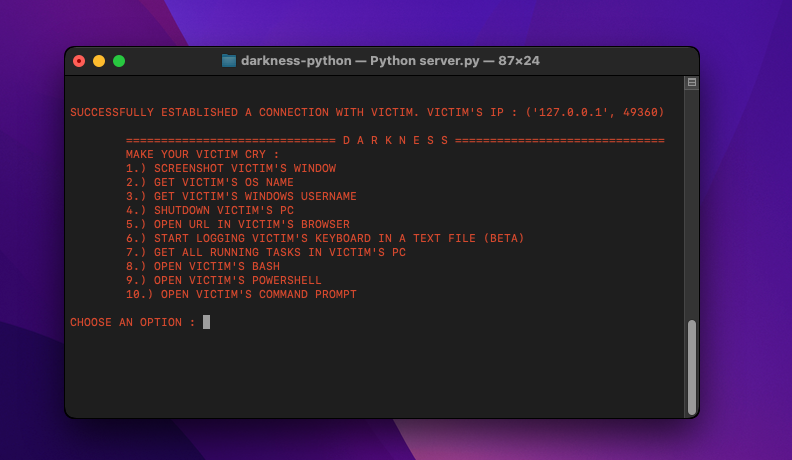 darkness-python — Python server.py — 87×24
SUCCESSFULLY ESTABLISHED A CONNECTION WITH VICTIM. VICTIM'S IP : ('127.0.0.1', 49360)
============================== D A R K N E S S ==============================
MAKE YOUR VICTIM CRY :
1.) SCREENSHOT VICTIM'S WINDOW
2.) GET VICTIM'S OS NAME
3.) GET VICTIM'S WINDOWS USERNAME
4.) SHUTDOWN VICTIM'S PC
5.) OPEN URL IN VICTIM'S BROWSER
6.) START LOGGING VICTIM'S KEYBOARD IN A TEXT FILE (BETA)
7.) GET ALL RUNNING TASKS IN VICTIM'S PC
8.) OPEN VICTIM'S BASH
9.) OPEN VICTIM'S POWERSHELL
10.) OPEN VICTIM'S COMMAND PROMPT
CHOOSE AN OPTION :